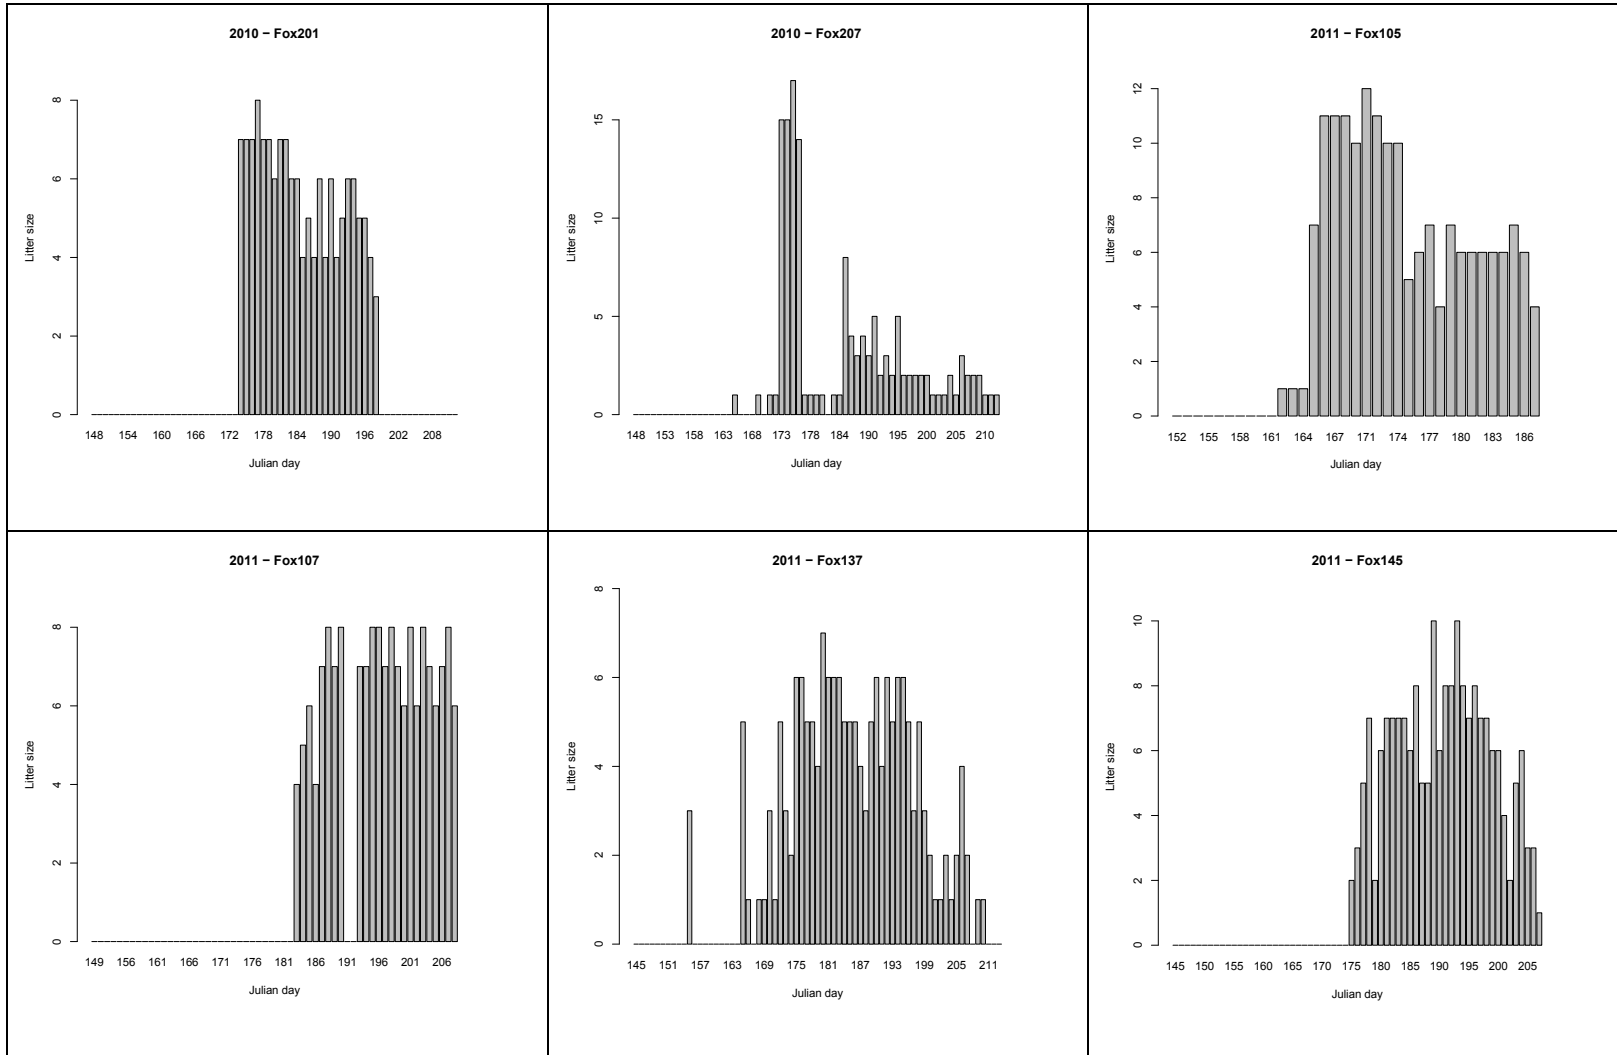 2010 − Fox201
Litter size
8
6
4
2
0
148 154 160 166 172 178 184 190 196 202 208
Julian day
2010 − Fox207
Litter size
15
10
5
0
148 153 158 163 168 173 178 184 190 195 200 205 210
Julian day
2011 − Fox105
Litter size
12
10
8
6
4
2
0
152 155 158 161 164 167 171 174 177 180 183 186
Julian day
2011 − Fox107
Litter size
8
6
4
2
0
149 156 161 166 171 176 181 186 191 196 201 206
Julian day
2011 − Fox137
Litter size
8
6
4
2
0
145 151 157 163 169 175 181 187 193 199 205 211
Julian day
2011 − Fox145
Litter size
10
8
6
4
2
0
145 150 155 160 165 170 175 180 185 190 195 200 205
Julian day